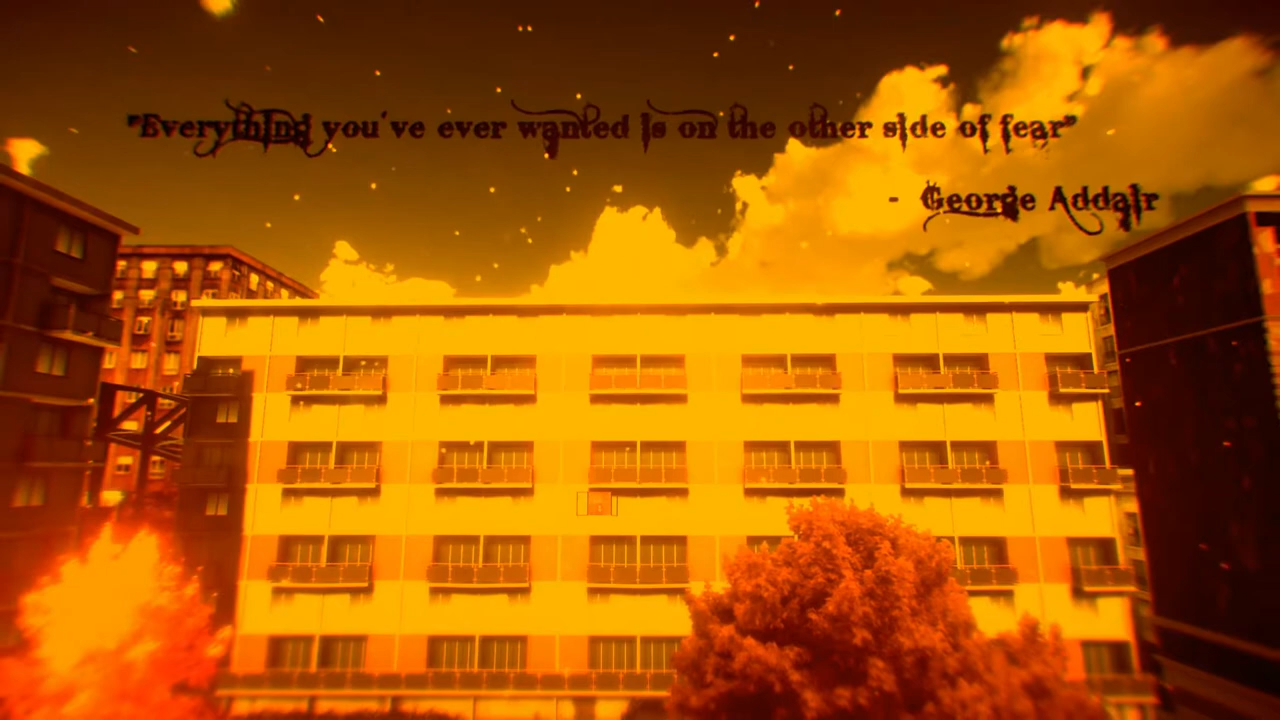 "Everything you've ever wanted is on the other side of fear"
- George Addair